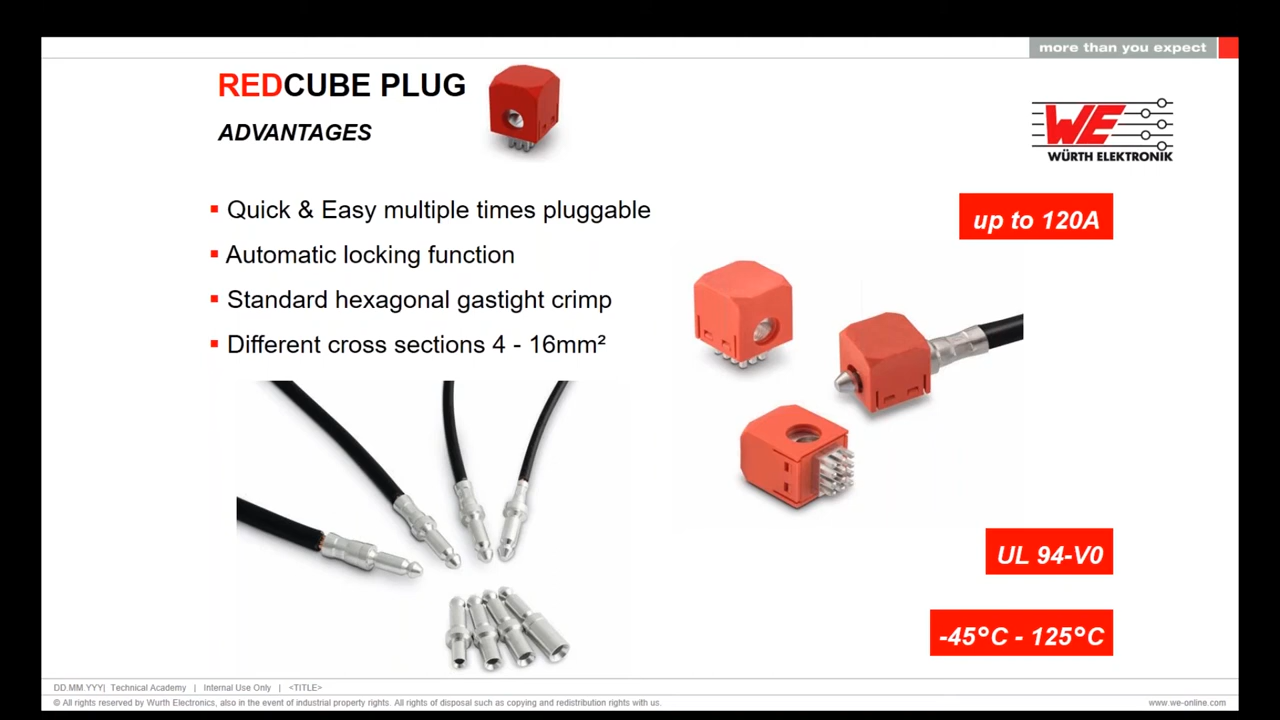 more than you expect
REDCUBE PLUG
ADVANTAGES
WE
WÜRTH ELEKTRONIK
▪ Quick & Easy multiple times pluggable
▪ Automatic locking function
▪ Standard hexagonal gastight crimp
▪ Different cross sections 4 - 16mm²
up to 120A
UL 94-V0
-45°C - 125°C
DD.MM YYY| Technical Academy | Internal Use Only | <TITLE>
© All rights reserved by Wurth Electronics, also in the event of industrial property rights. All rights of disposal such as copying and redistribution rights with us.
www.we-online.com